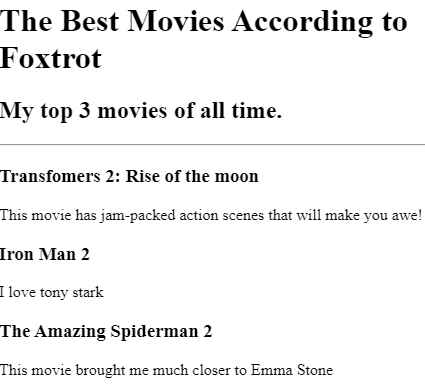 The Best Movies According to
Foxtrot
My top 3 movies of all time.
Transfomers 2: Rise of the moon
This movie has jam-packed action scenes that will make you awe!
Iron Man 2
I love tony stark
The Amazing Spiderman 2
This movie brought me much closer to Emma Stone